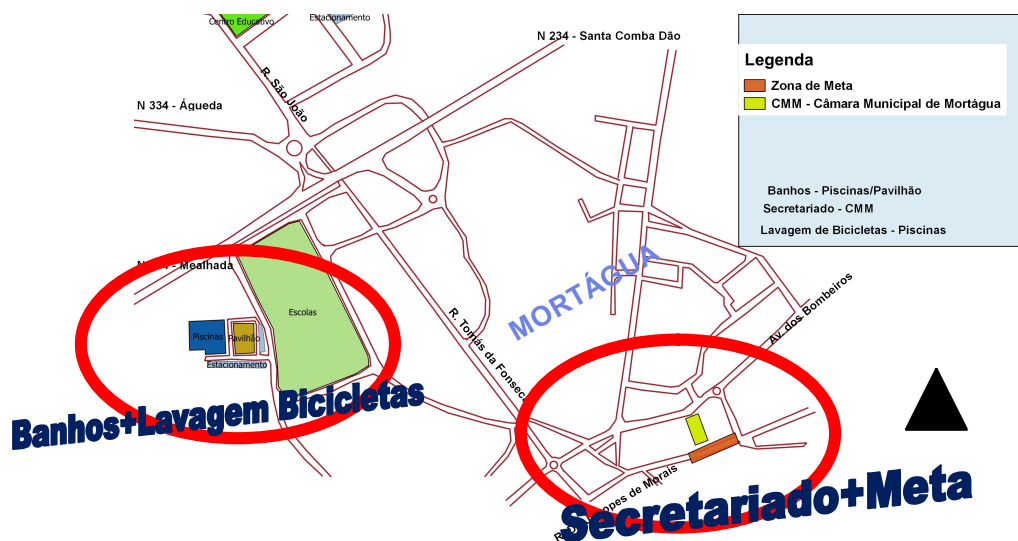 Centro Educativo
Estacionamento
N 234 - Santa Comba Dão
Legenda
Zona de Meta
CMM - Câmara Municipal de Mortágua
R. São João
N 334 - Águeda
Banhos - Piscinas/Pavilhão
Secretariado - CMM
Lavagem de Bicicletas - Piscinas
Mealhada
MORTÁGUA
Escolas
Av. dos Bombeiros
R. Tomás da Fonsec
Piscinas
Pavilhão
Estacionamento
Banhos+Lavagem Bicicletas
opes de Morais
Secretariado+Meta